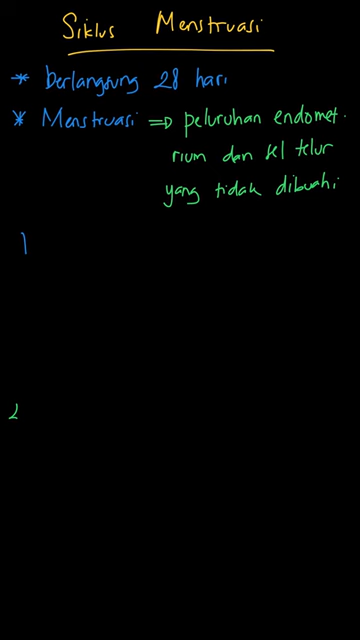 Siklus Menstruasi
* berlangsung 28 hari
* Menstruasi => peluruhan endomet
rium dan sel telur
yang tidak dibuahi
1
2